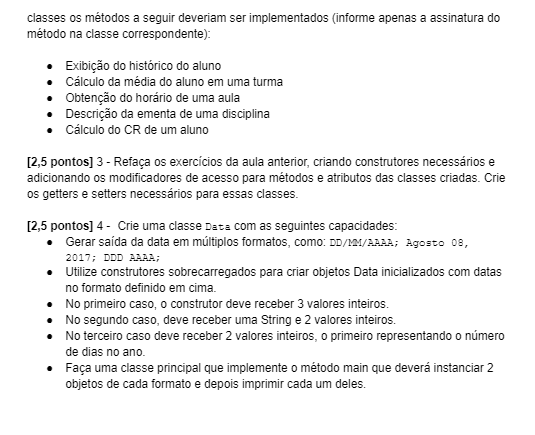 classes os métodos a seguir deveriam ser implementados (informe apenas a assinatura do
método na classe correspondente):
● Exibição do histórico do aluno
● Cálculo da média do aluno em uma turma
● Obtenção do horário de uma aula
● Descrição da ementa de uma disciplina
● Cálculo do CR de um aluno
[2,5 pontos] 3 - Refaça os exercícios da aula anterior, criando construtores necessários e
adicionando os modificadores de acesso para métodos e atributos das classes criadas. Crie
os getters e setters necessários para essas classes.
[2,5 pontos] 4 - Crie uma classe Data com as seguintes capacidades:
● Gerar saída da data em múltiplos formatos, como: DD/MM/AAAA; Agosto 08,
2017; DDD AAAA;
● Utilize construtores sobrecarregados para criar objetos Data inicializados com datas
no formato definido em cima.
● No primeiro caso, o construtor deve receber 3 valores inteiros.
● No segundo caso, deve receber uma String e 2 valores inteiros.
● No terceiro caso deve receber 2 valores inteiros, o primeiro representando o número
de dias no ano.
● Faça uma classe principal que implemente o método main que deverá instanciar 2
objetos de cada formato e depois imprimir cada um deles.